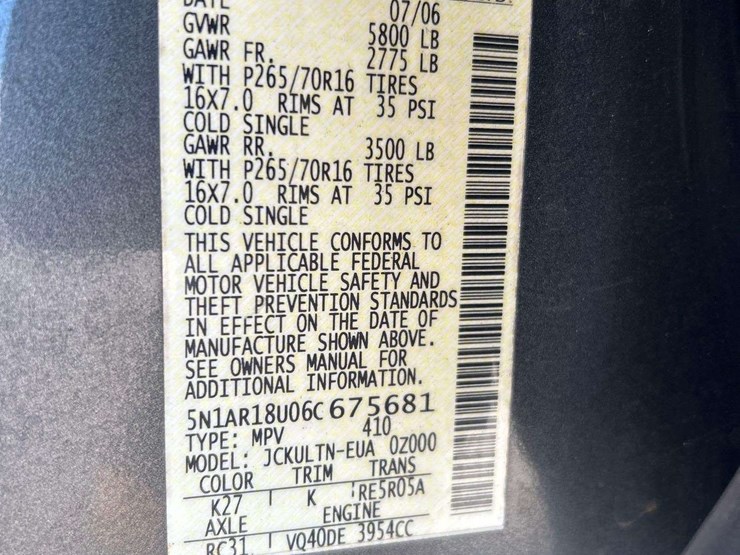 DATE 07/06
GVWR 5800 LB
GAWR FR. 2775 LB
WITH P265/70R16 TIRES
16X7.0 RIMS AT 35 PSI
COLD SINGLE
GAWR RR. 3500 LB
WITH P265/70R16 TIRES
16X7.0 RIMS AT 35 PSI
COLD SINGLE
THIS VEHICLE CONFORMS TO
ALL APPLICABLE FEDERAL
MOTOR VEHICLE SAFETY AND
THEFT PREVENTION STANDARDS
IN EFFECT ON THE DATE OF
MANUFACTURE SHOWN ABOVE.
SEE OWNERS MANUAL FOR
ADDITIONAL INFORMATION.
5N1AR18U06C675681
TYPE: MPV 410
MODEL: JCKULTN-EUA 0Z000
COLOR TRIM TRANS
K27 K RE5R05A
AXLE ENGINE
RC31 VQ40DE 3954CC